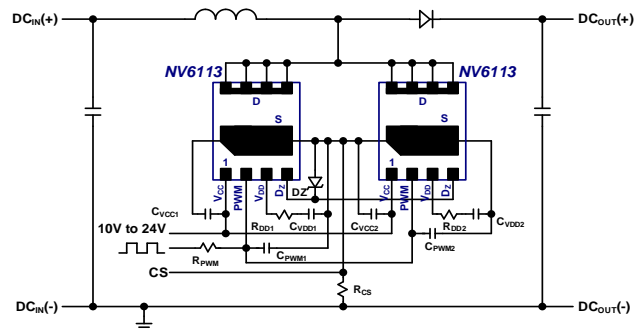 DCIN(+)
DCOUT(+)
NV6113
NV6113
D
D
S
S
1
1
VCC
PWM
VDD
DZ
DZ
VCC
PWM
VDD
DZ
CVCC1
RDD1
CVDD1
CVCC2
RDD2
CVDD2
10V to 24V
RPWM
CPWM1
CPWM2
CS
RCS
DCIN(-)
DCOUT(-)